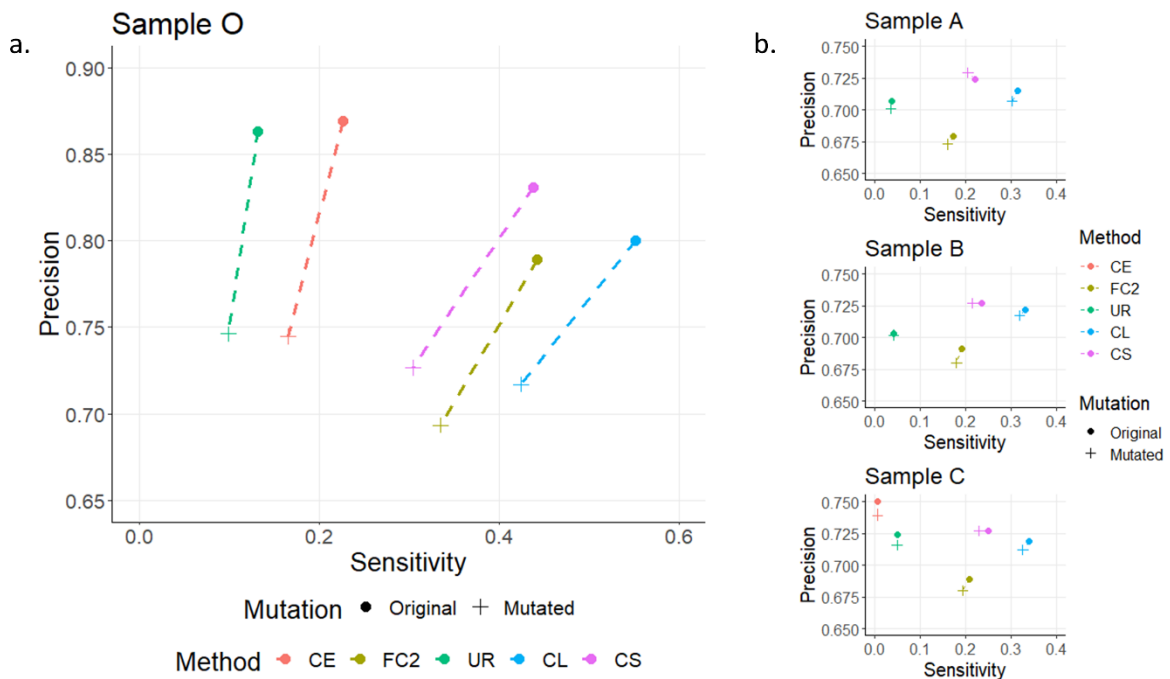 a.
Sample O
0.90
0.85
0.80
0.75
0.70
0.65
Precision
0.0 0.2 0.4 0.6
Sensitivity
Mutation Original Mutated
Method CE FC2 UR CL CS
b.
Sample A
0.750
0.725
0.700
0.675
0.650
Precision
0.0 0.1 0.2 0.3 0.4
Sensitivity
Sample B
0.750
0.725
0.700
0.675
0.650
Precision
0.0 0.1 0.2 0.3 0.4
Sensitivity
Sample C
0.750
0.725
0.700
0.675
0.650
Precision
0.0 0.1 0.2 0.3 0.4
Sensitivity
Method
CE
FC2
UR
CL
CS
Mutation
Original
Mutated